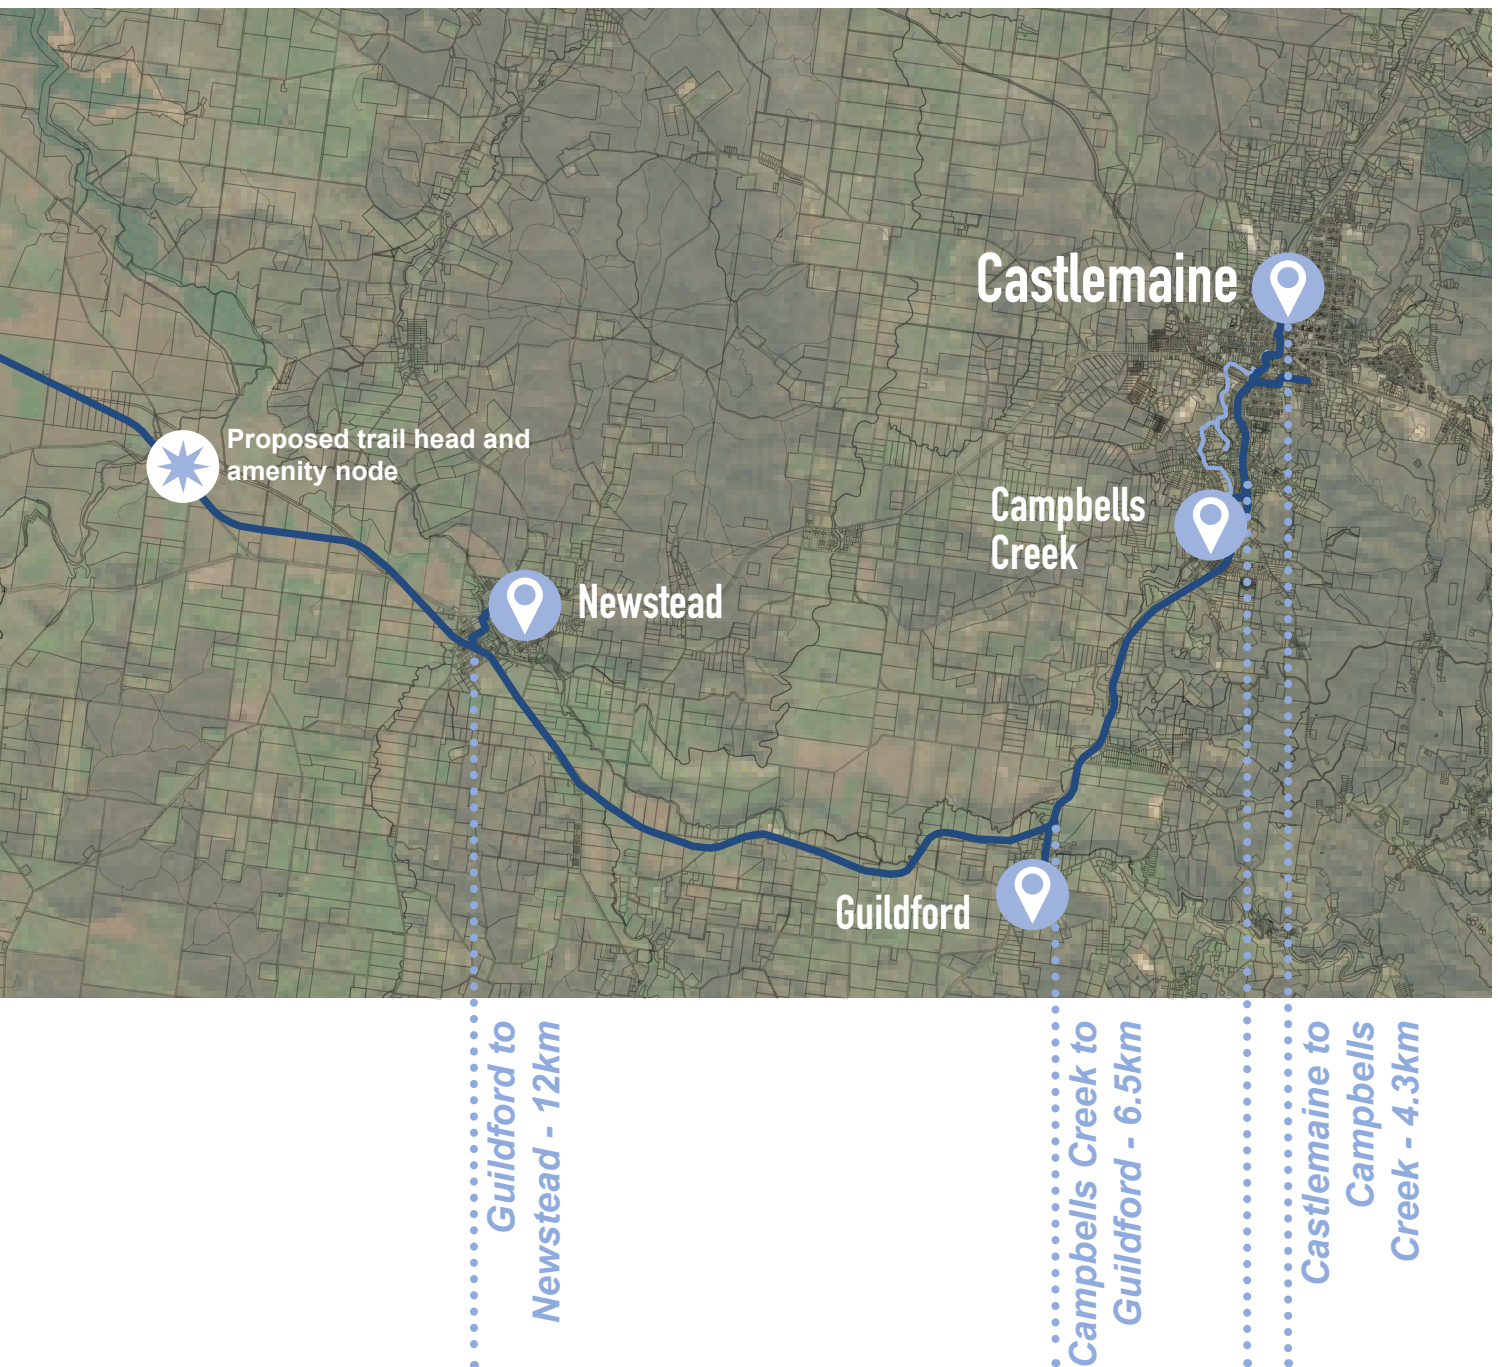 Castlemaine
Proposed trail head and
amenity node
Campbells
Creek
Newstead
Guildford
Guildford to
Newstead - 12km
Campbells Creek to
Guildford - 6.5km
Castlemaine to
Campbells
Creek - 4.3km